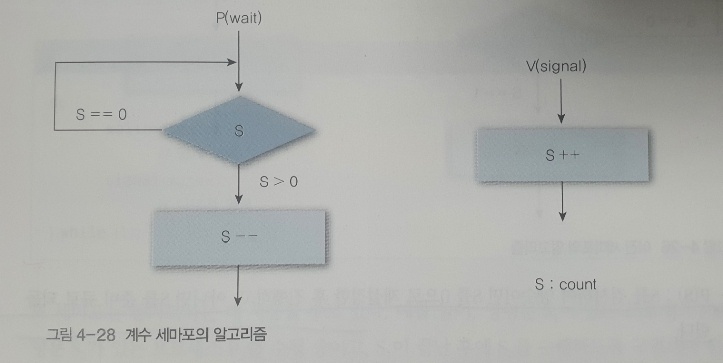 P(wait)
S == 0
S
S > 0
S --
V(signal)
S ++
S : count
그림 4-28 계수 세마포의 알고리즘